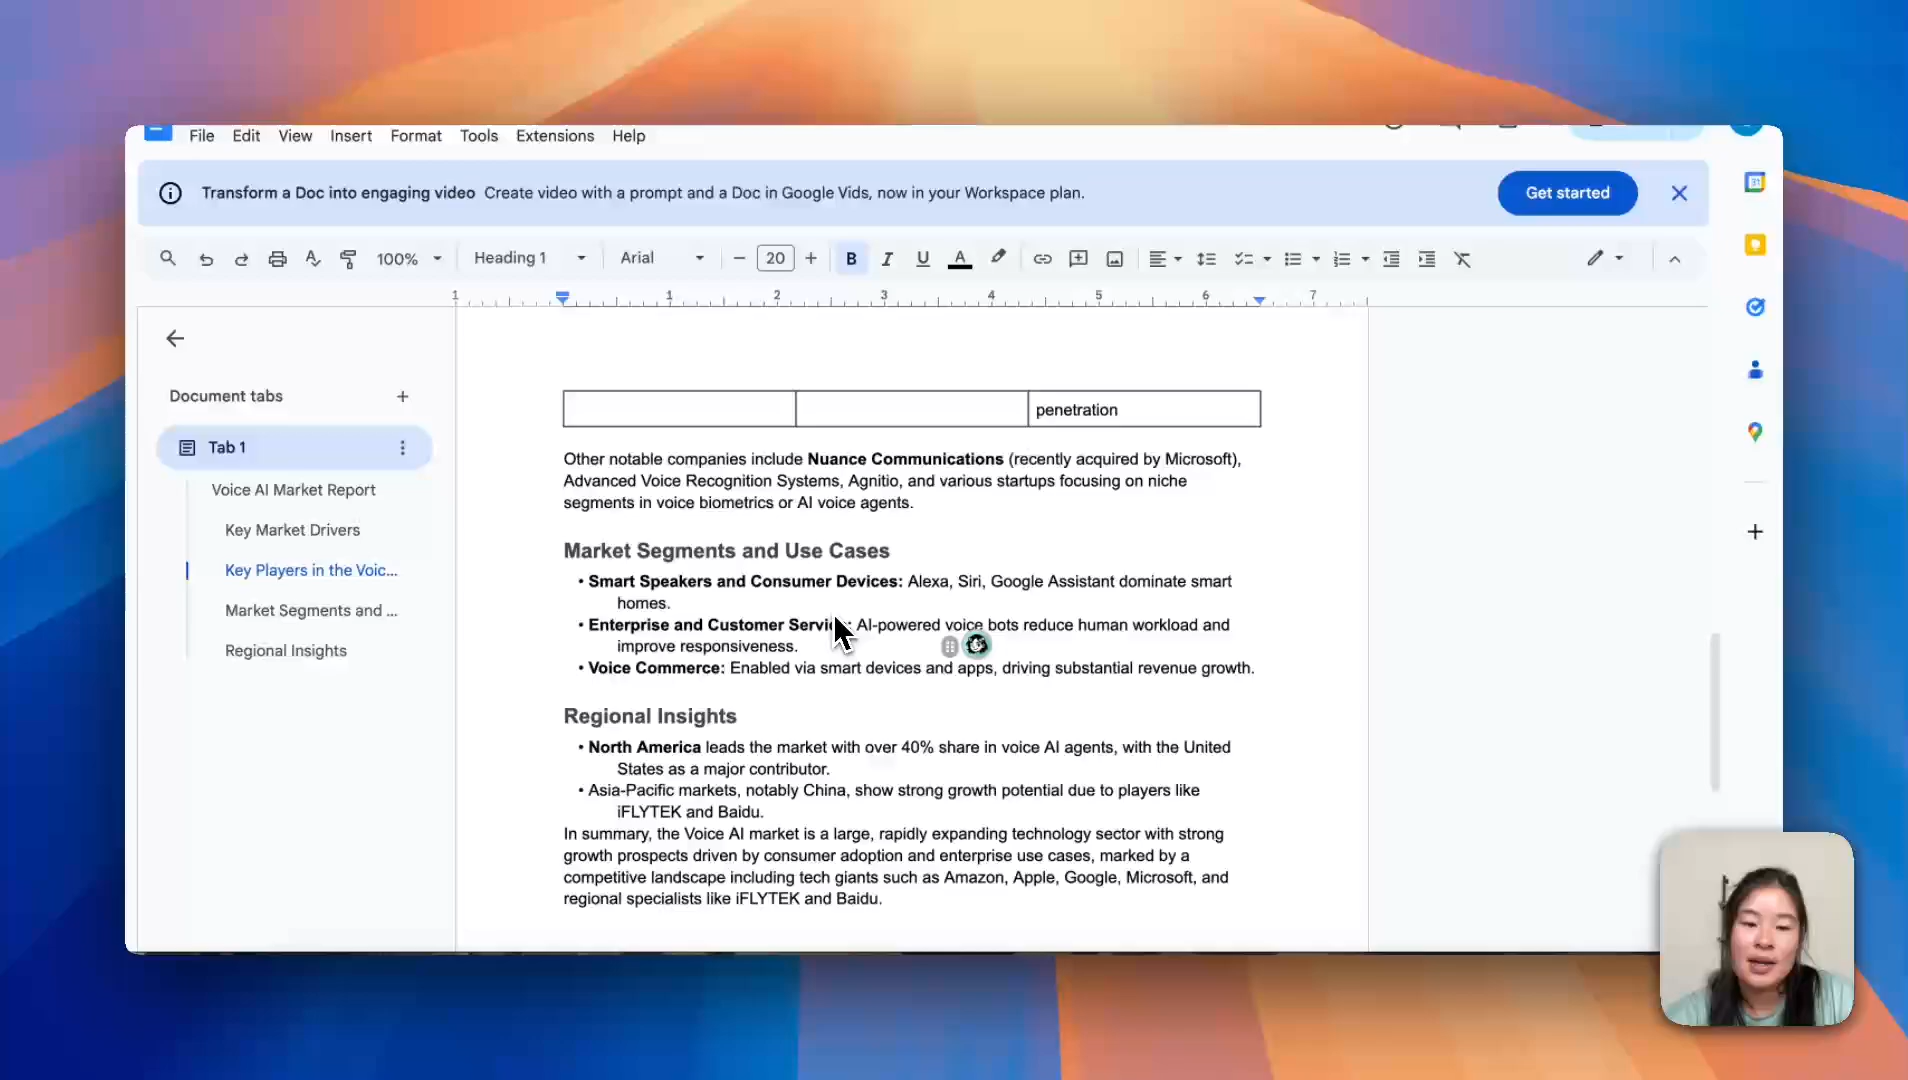 File Edit View Insert Format Tools Extensions Help
Transform a Doc into engaging video Create video with a prompt and a Doc in Google Vids, now in your Workspace plan.
Get started
100% Heading 1 Arial 20 B I U A
1 1 2 3 4 5 6 7
Document tabs
Tab 1
Voice AI Market Report
Key Market Drivers
Key Players in the Voic...
Market Segments and ...
Regional Insights
penetration
Other notable companies include Nuance Communications (recently acquired by Microsoft),
Advanced Voice Recognition Systems, Agnitio, and various startups focusing on niche
segments in voice biometrics or AI voice agents.
Market Segments and Use Cases
• Smart Speakers and Consumer Devices: Alexa, Siri, Google Assistant dominate smart
homes.
• Enterprise and Customer Service: AI-powered voice bots reduce human workload and
improve responsiveness.
• Voice Commerce: Enabled via smart devices and apps, driving substantial revenue growth.
Regional Insights
• North America leads the market with over 40% share in voice AI agents, with the United
States as a major contributor.
• Asia-Pacific markets, notably China, show strong growth potential due to players like
iFLYTEK and Baidu.
In summary, the Voice AI market is a large, rapidly expanding technology sector with strong
growth prospects driven by consumer adoption and enterprise use cases, marked by a
competitive landscape including tech giants such as Amazon, Apple, Google, Microsoft, and
regional specialists like iFLYTEK and Baidu.